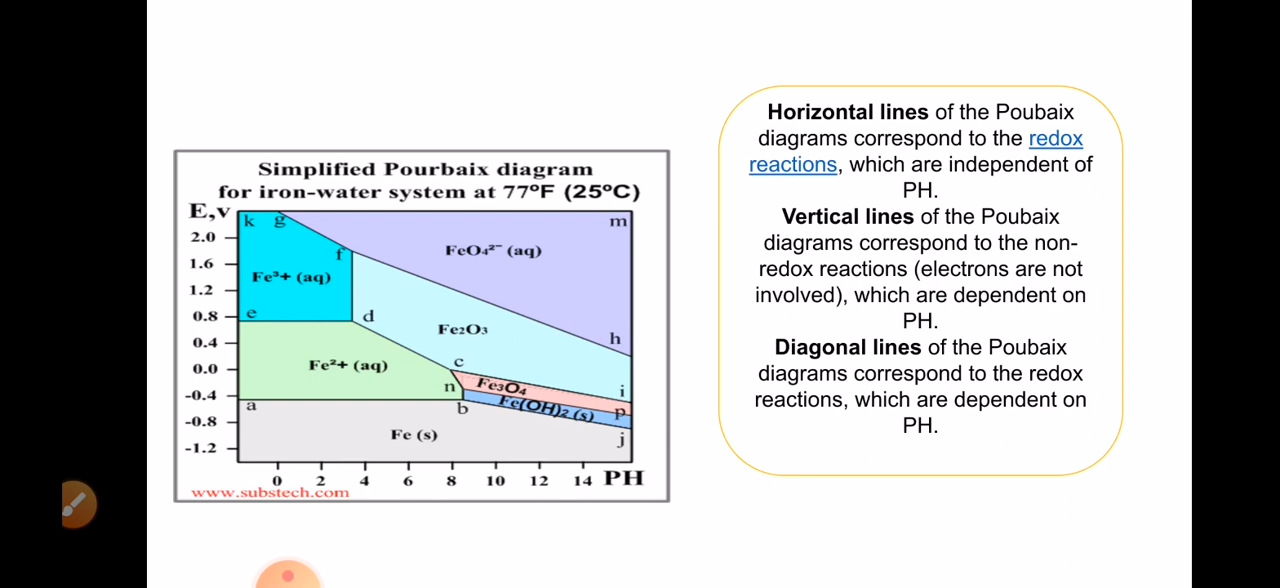 Simplified Pourbaix diagram
for iron-water system at 77ºF (25ºC)
E,v
k g m
2.0
f
FeO₄²⁻ (aq)
1.6
Fe³+ (aq)
1.2
0.8
e d
Fe₂O₃
0.4
h
0.0
Fe²+ (aq)
c
n
Fe₃O₄
i
-0.4
a b
Fe(OH)₂ (s)
p
-0.8
Fe (s)
j
-1.2
0 2 4 6 8 10 12 14 PH
www.substech.com
Horizontal lines of the Poubaix
diagrams correspond to the redox
reactions, which are independent of
PH.
Vertical lines of the Poubaix
diagrams correspond to the non-
redox reactions (electrons are not
involved), which are dependent on
PH.
Diagonal lines of the Poubaix
diagrams correspond to the redox
reactions, which are dependent on
PH.